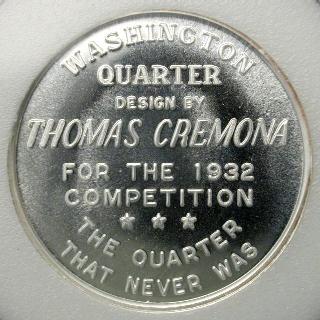 WASHINGTON
QUARTER
DESIGN BY
THOMAS CREMONA
FOR THE 1932
COMPETITION
THE QUARTER
THAT NEVER WAS